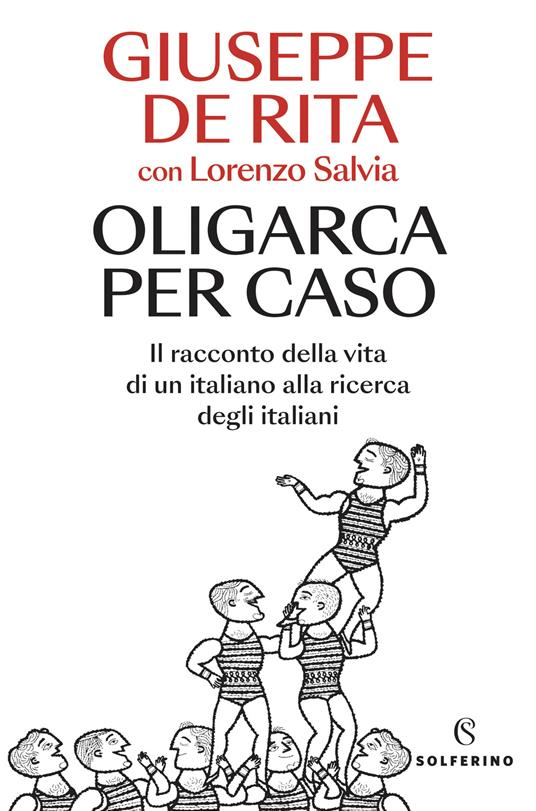 GIUSEPPE
DE RITA
con Lorenzo Salvia
OLIGARCA
PER CASO
Il racconto della vita
di un italiano alla ricerca
degli italiani
CS
SOLFERINO